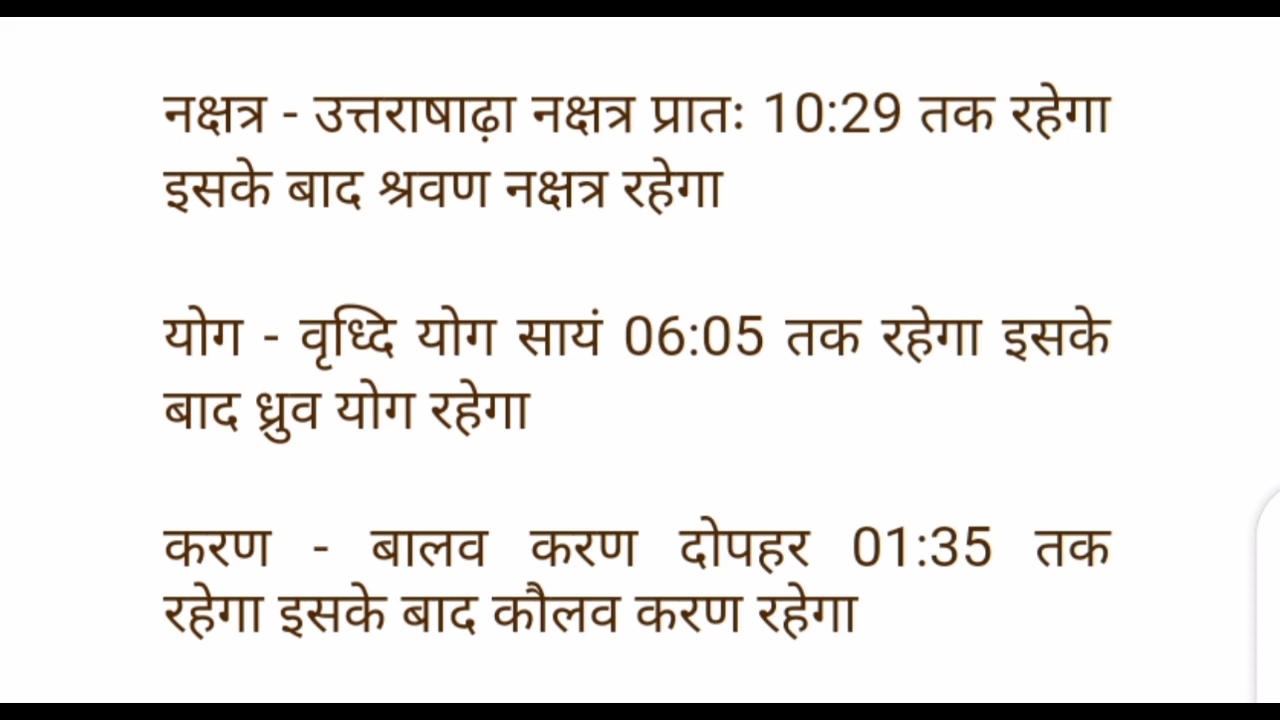 नक्षत्र - उत्तराषाढ़ा नक्षत्र प्रातः 10:29 तक रहेगा
इसके बाद श्रवण नक्षत्र रहेगा
योग - वृध्दि योग सायं 06:05 तक रहेगा इसके
बाद ध्रुव योग रहेगा
करण - बालव करण दोपहर 01:35 तक
रहेगा इसके बाद कौलव करण रहेगा